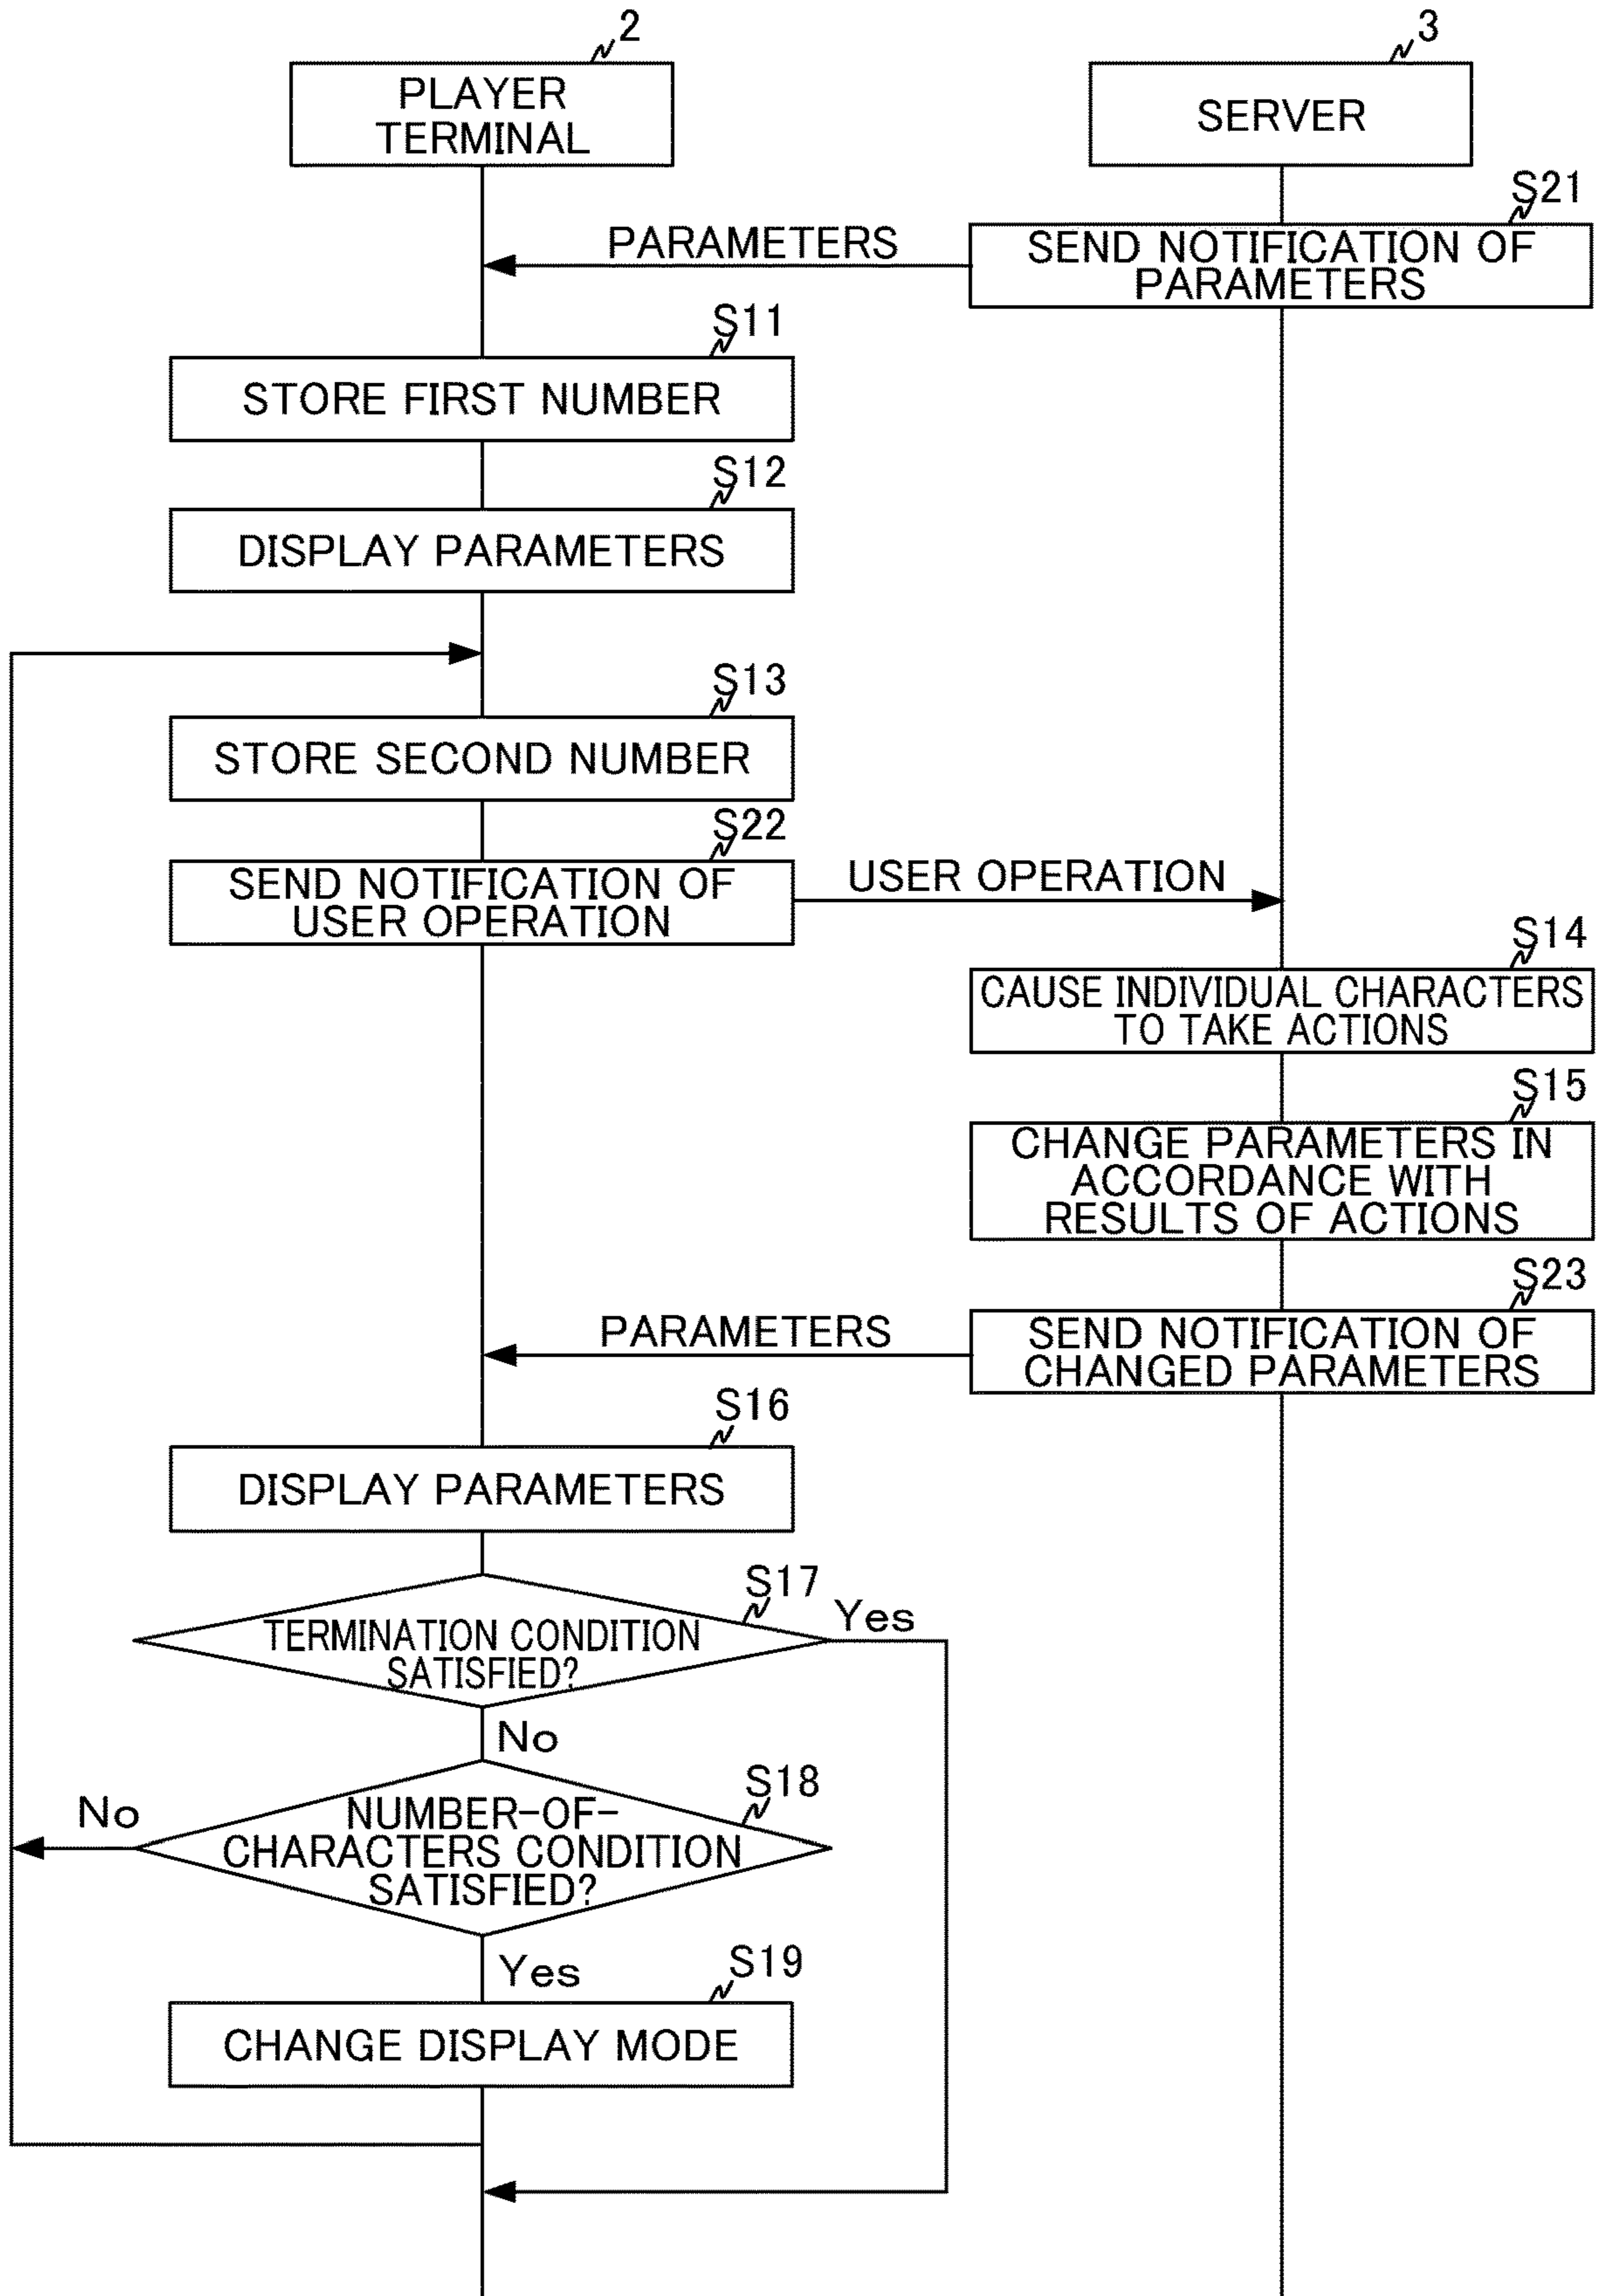 2
PLAYER
TERMINAL
3
SERVER
S21
SEND NOTIFICATION OF
PARAMETERS
PARAMETERS
S11
STORE FIRST NUMBER
S12
DISPLAY PARAMETERS
S13
STORE SECOND NUMBER
S22
SEND NOTIFICATION OF
USER OPERATION
USER OPERATION
S14
CAUSE INDIVIDUAL CHARACTERS
TO TAKE ACTIONS
S15
CHANGE PARAMETERS IN
ACCORDANCE WITH
RESULTS OF ACTIONS
S23
SEND NOTIFICATION OF
CHANGED PARAMETERS
PARAMETERS
S16
DISPLAY PARAMETERS
S17
TERMINATION CONDITION
SATISFIED?
Yes
No
S18
NUMBER-OF-
CHARACTERS CONDITION
SATISFIED?
No
Yes
S19
CHANGE DISPLAY MODE